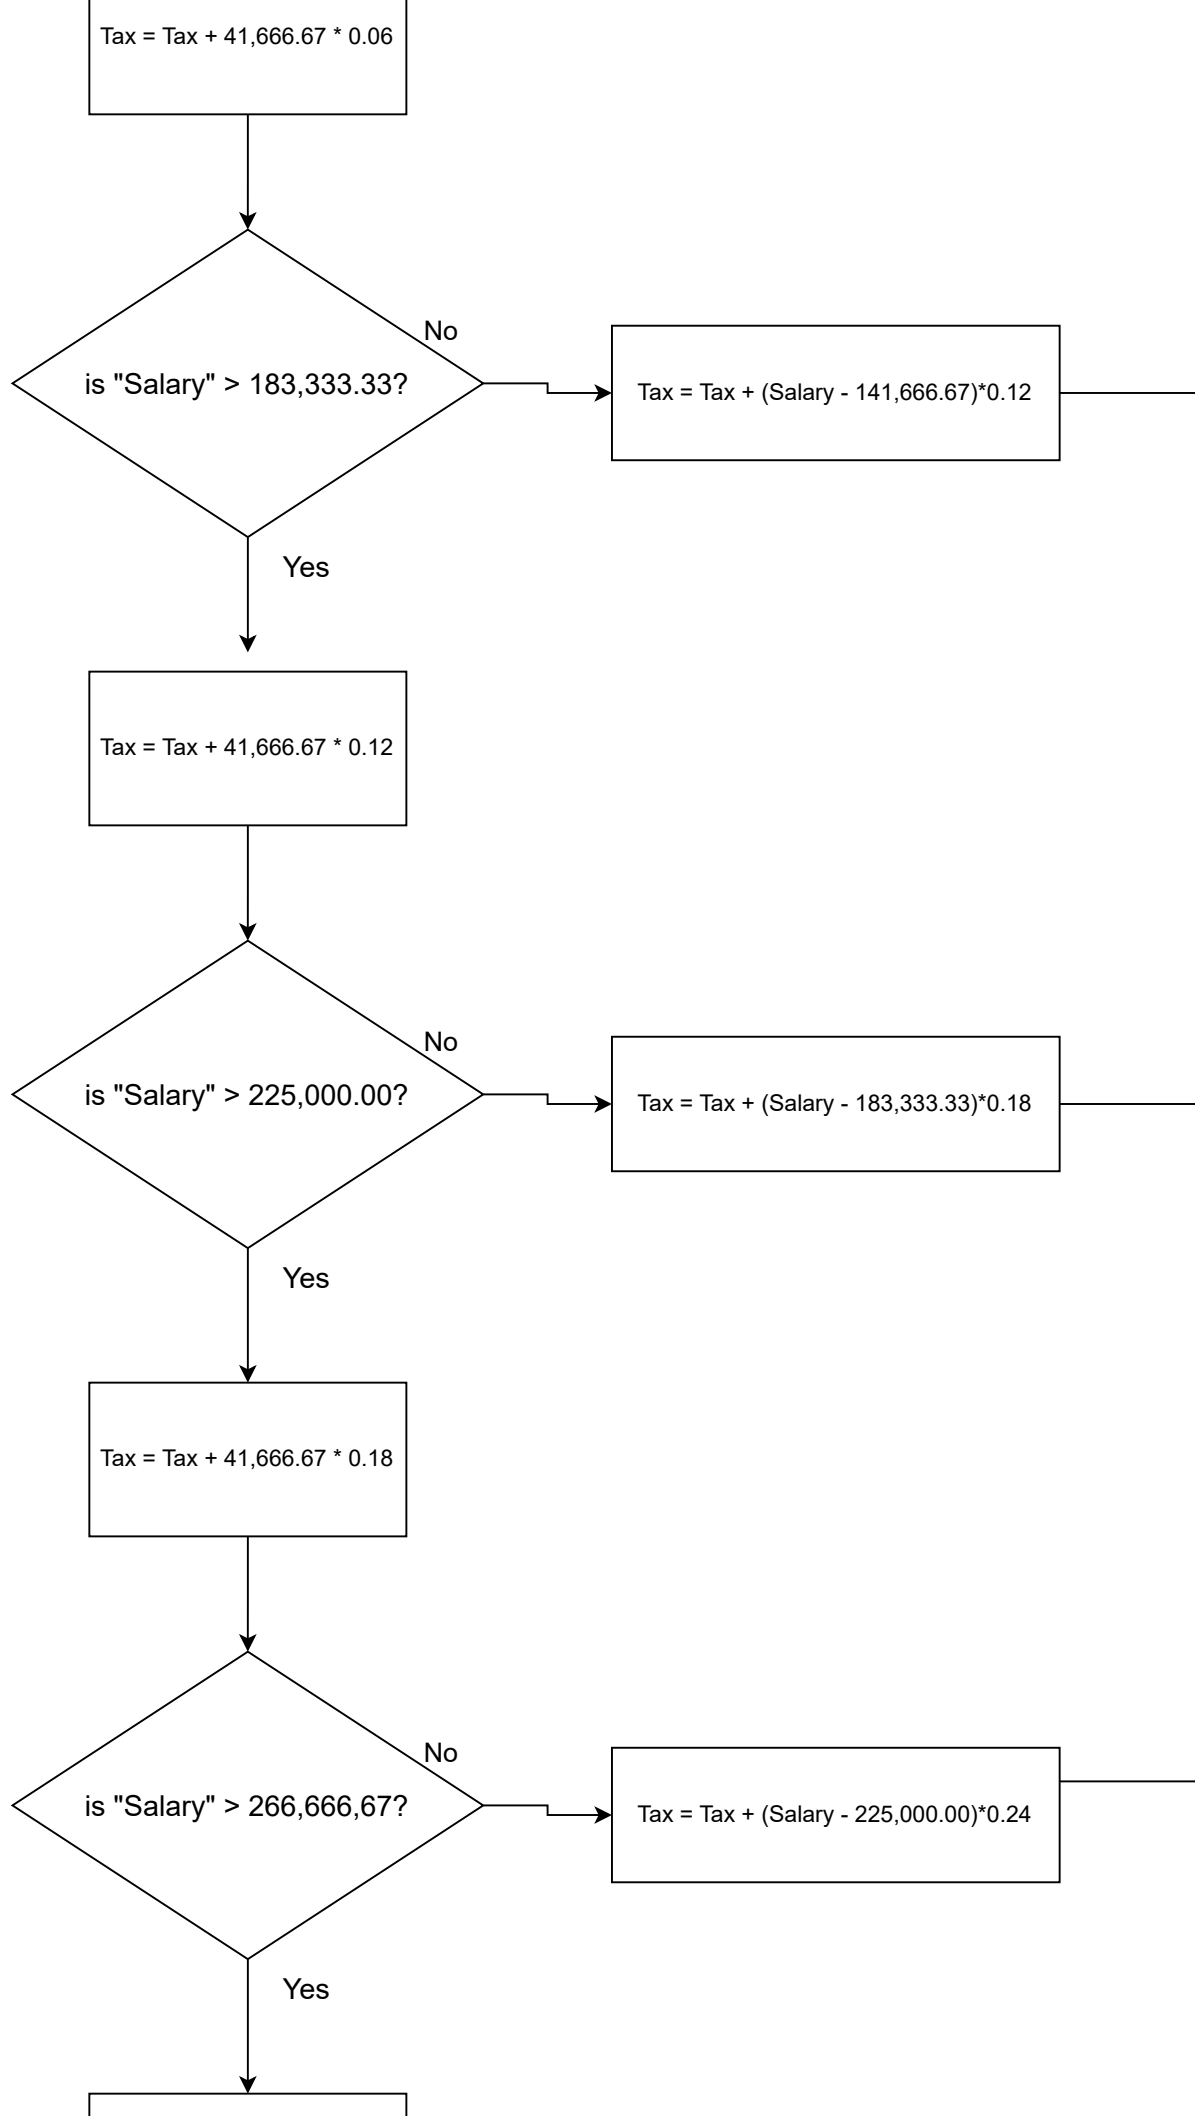 Tax = Tax + 41,666.67 * 0.06
No
is "Salary" > 183,333.33?
Tax = Tax + (Salary - 141,666.67)*0.12
Yes
Tax = Tax + 41,666.67 * 0.12
No
is "Salary" > 225,000.00?
Tax = Tax + (Salary - 183,333.33)*0.18
Yes
Tax = Tax + 41,666.67 * 0.18
No
is "Salary" > 266,666,67?
Tax = Tax + (Salary - 225,000.00)*0.24
Yes